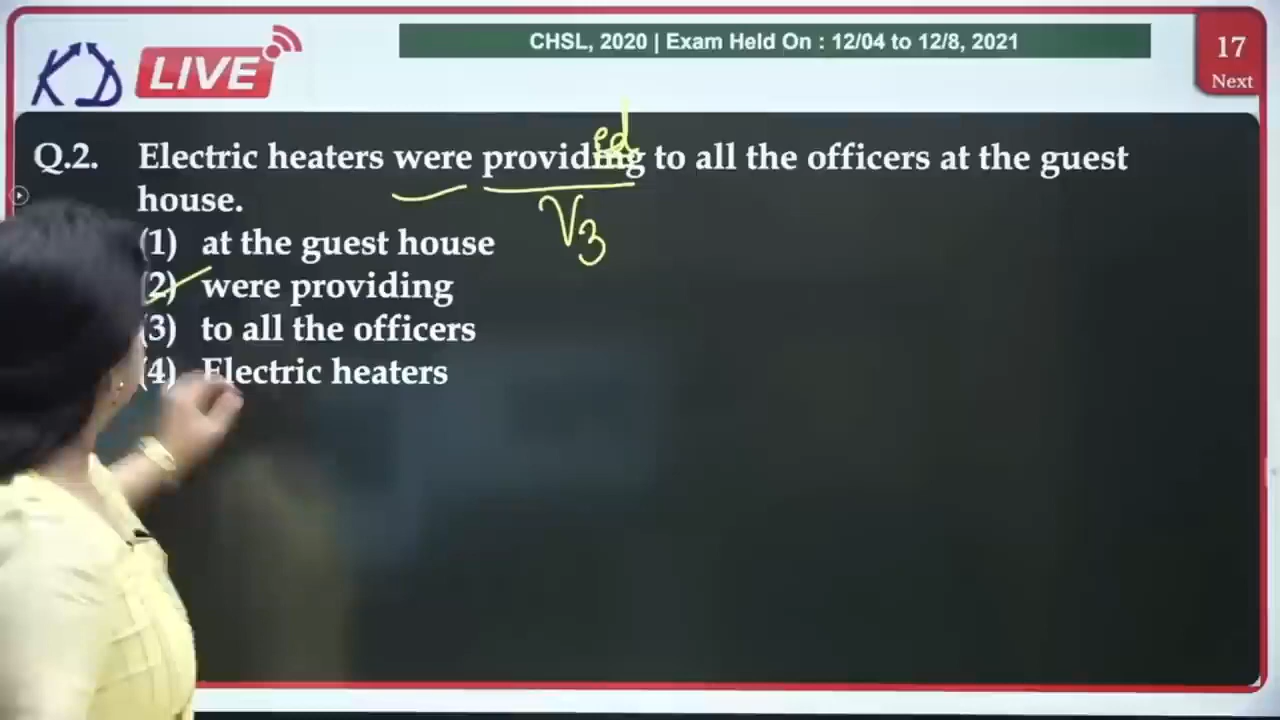 KD LIVE
CHSL, 2020 | Exam Held On : 12/04 to 12/8, 2021
17
Next
ed
Q.2. Electric heaters were providing to all the officers at the guest
house.
V3
(1) at the guest house
(2) were providing
(3) to all the officers
(4) Electric heaters